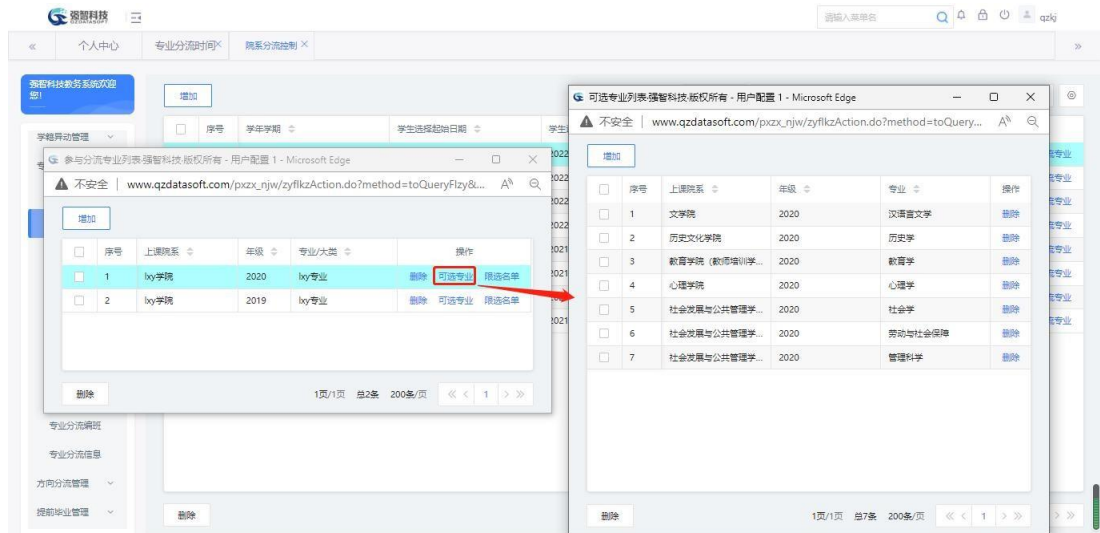 强智科技
QZDATASOFT
请输入菜单名
qzkj
个人中心
专业分流时间×
院系分流控制 ×
强智科技教务系统欢迎您!
学籍异动管理
专业分流编班
专业分流信息
方向分流管理
提前毕业管理
增加
序号 学年学期 学生选择起始日期
删除
参与分流专业列表-强智科技-版权所有 - 用户配置 1 - Microsoft Edge
不安全 | www.qzdatasoft.com/pxzx_njw/zyflkzAction.do?method=toQueryFlzy&...
增加
序号 上课院系 年级 专业/大类 操作
1 lxy学院 2020 lxy专业 删除 可选专业 限选名单
2 lxy学院 2019 lxy专业 删除 可选专业 限选名单
删除 1页/1页 总2条 200条/页 1
可选专业列表-强智科技-版权所有 - 用户配置 1 - Microsoft Edge
不安全 | www.qzdatasoft.com/pxzx_njw/zyflkzAction.do?method=toQuery...
增加
序号 上课院系 年级 专业 操作
1 文学院 2020 汉语言文学 删除
2 历史文化学院 2020 历史学 删除
3 教育学院（教师培训学... 2020 教育学 删除
4 心理学院 2020 心理学 删除
5 社会发展与公共管理学... 2020 社会学 删除
6 社会发展与公共管理学... 2020 劳动与社会保障 删除
7 社会发展与公共管理学... 2020 管理科学 删除
删除 1页/1页 总7条 200条/页 1